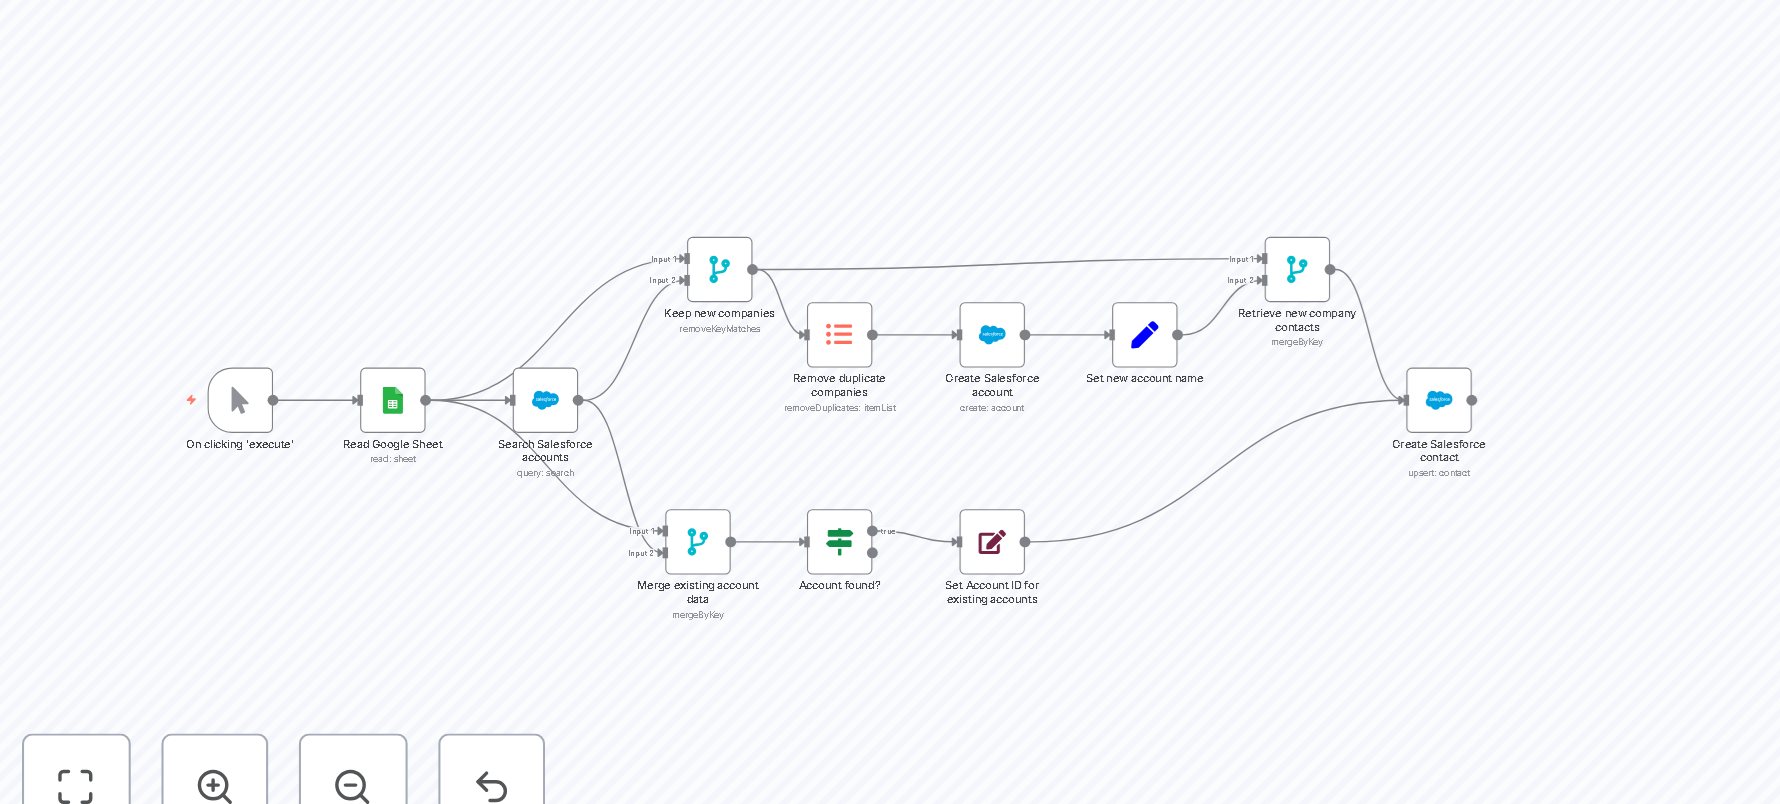 Input 1
Input 2
Keep new companies
removeKeyMatches
Input 1
Input 2
Retrieve new company
contacts
mergeByKey
Remove duplicate
companies
removeDuplicates: itemList
salesforce
Create Salesforce
account
create: account
Set new account name
On clicking 'execute'
Read Google Sheet
read: sheet
salesforce
Search Salesforce
accounts
query: search
salesforce
Create Salesforce
contact
upsert: contact
Input 1
Input 2
Merge existing account
data
mergeByKey
true
Account found?
Set Account ID for
existing accounts